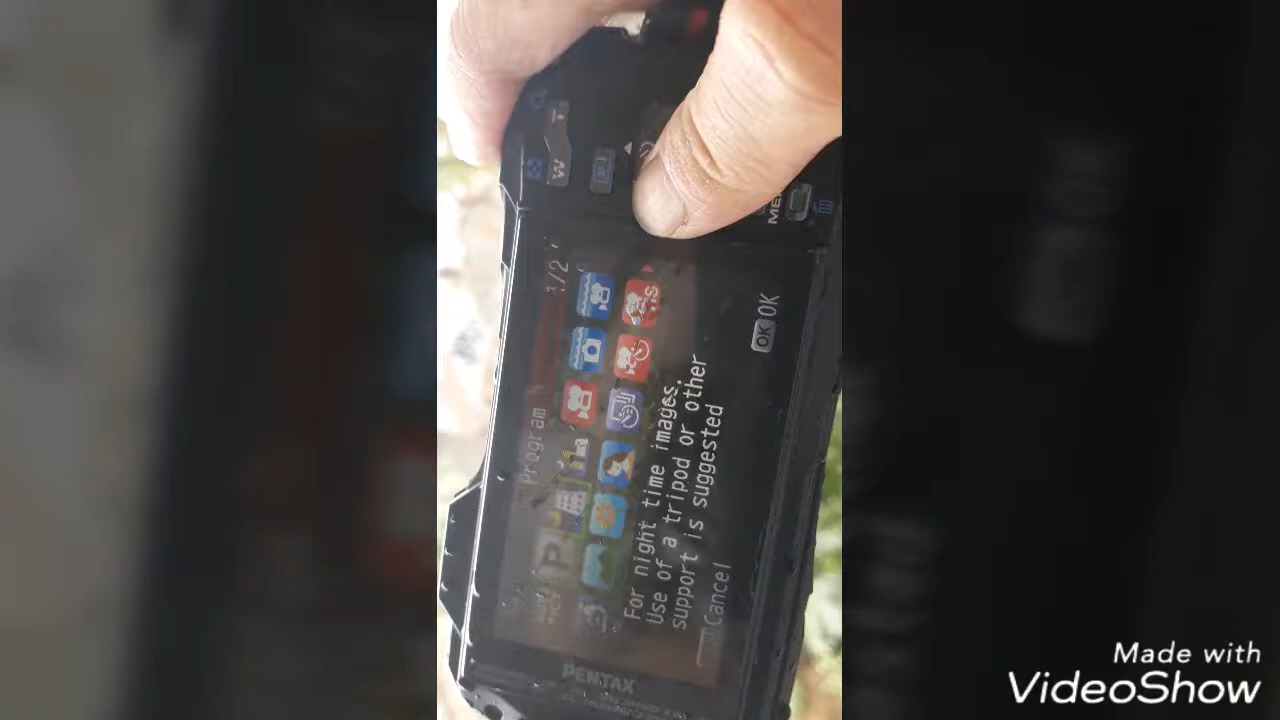 T
W
MEN
Program
1/2
P
For night time images.
Use of a tripod or other
support is suggested
Cancel
OK OK
PENTAX
Made with
VideoShow